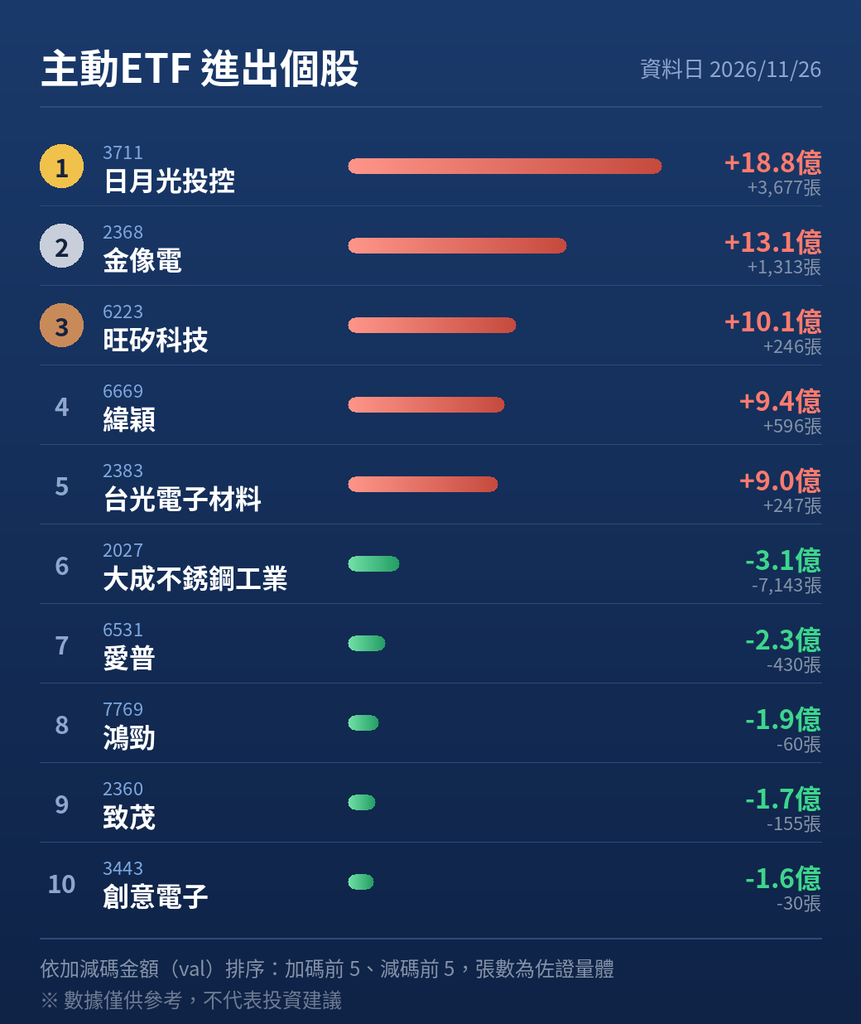 主動ETF 進出個股
資料日 2026/11/26
1
3711
日月光投控
+18.8億
+3,677張
2
2368
金像電
+13.1億
+1,313張
3
6223
旺矽科技
+10.1億
+246張
4
6669
緯穎
+9.4億
+596張
5
2383
台光電子材料
+9.0億
+247張
6
2027
大成不銹鋼工業
-3.1億
-7,143張
7
6531
愛普
-2.3億
-430張
8
7769
鴻勁
-1.9億
-60張
9
2360
致茂
-1.7億
-155張
10
3443
創意電子
-1.6億
-30張
依加減碼金額（val）排序：加碼前 5、減碼前 5，張數為佐證量體
※ 數據僅供參考，不代表投資建議